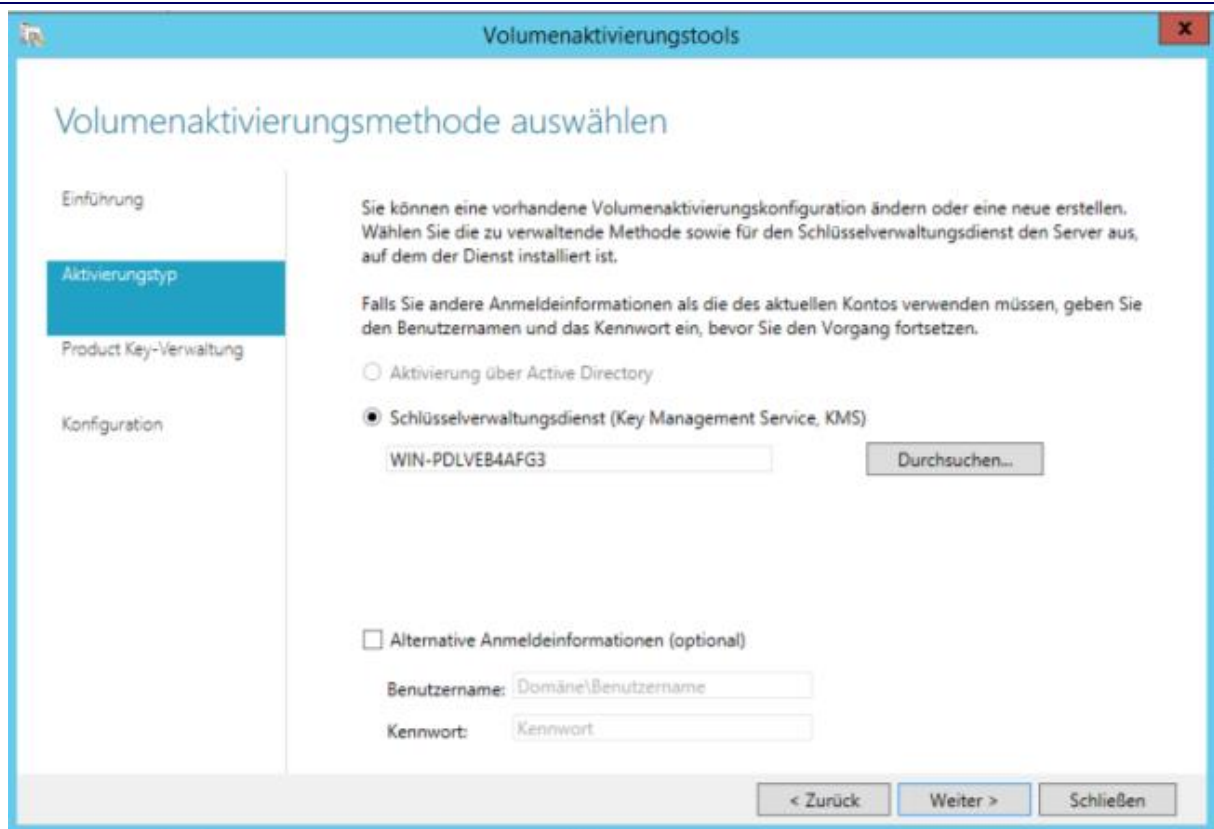 Volumenaktivierungstools
x
Volumenaktivierungsmethode auswählen
Einführung
Aktivierungstyp
Product Key-Verwaltung
Konfiguration
Sie können eine vorhandene Volumenaktivierungskonfiguration ändern oder eine neue erstellen.
Wählen Sie die zu verwaltende Methode sowie für den Schlüsselverwaltungsdienst den Server aus,
auf dem der Dienst installiert ist.
Falls Sie andere Anmeldeinformationen als die des aktuellen Kontos verwenden müssen, geben Sie
den Benutzernamen und das Kennwort ein, bevor Sie den Vorgang fortsetzen.
Aktivierung über Active Directory
Schlüsselverwaltungsdienst (Key Management Service, KMS)
WIN-PDLVEB4AFG3 Durchsuchen...
Alternative Anmeldeinformationen (optional)
Benutzername: Domäne\Benutzername
Kennwort: Kennwort
< Zurück Weiter > Schließen